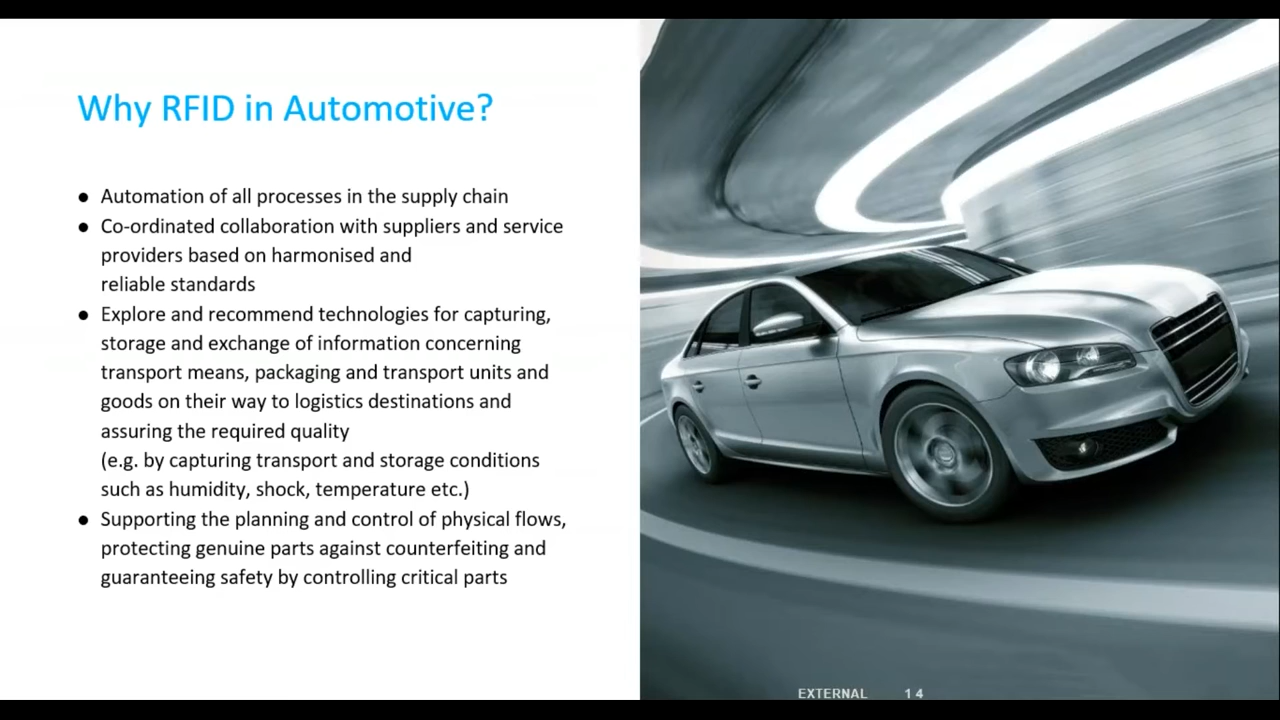 Why RFID in Automotive?
● Automation of all processes in the supply chain
● Co-ordinated collaboration with suppliers and service
providers based on harmonised and
reliable standards
● Explore and recommend technologies for capturing,
storage and exchange of information concerning
transport means, packaging and transport units and
goods on their way to logistics destinations and
assuring the required quality
(e.g. by capturing transport and storage conditions
such as humidity, shock, temperature etc.)
● Supporting the planning and control of physical flows,
protecting genuine parts against counterfeiting and
guaranteeing safety by controlling critical parts
EXTERNAL 14